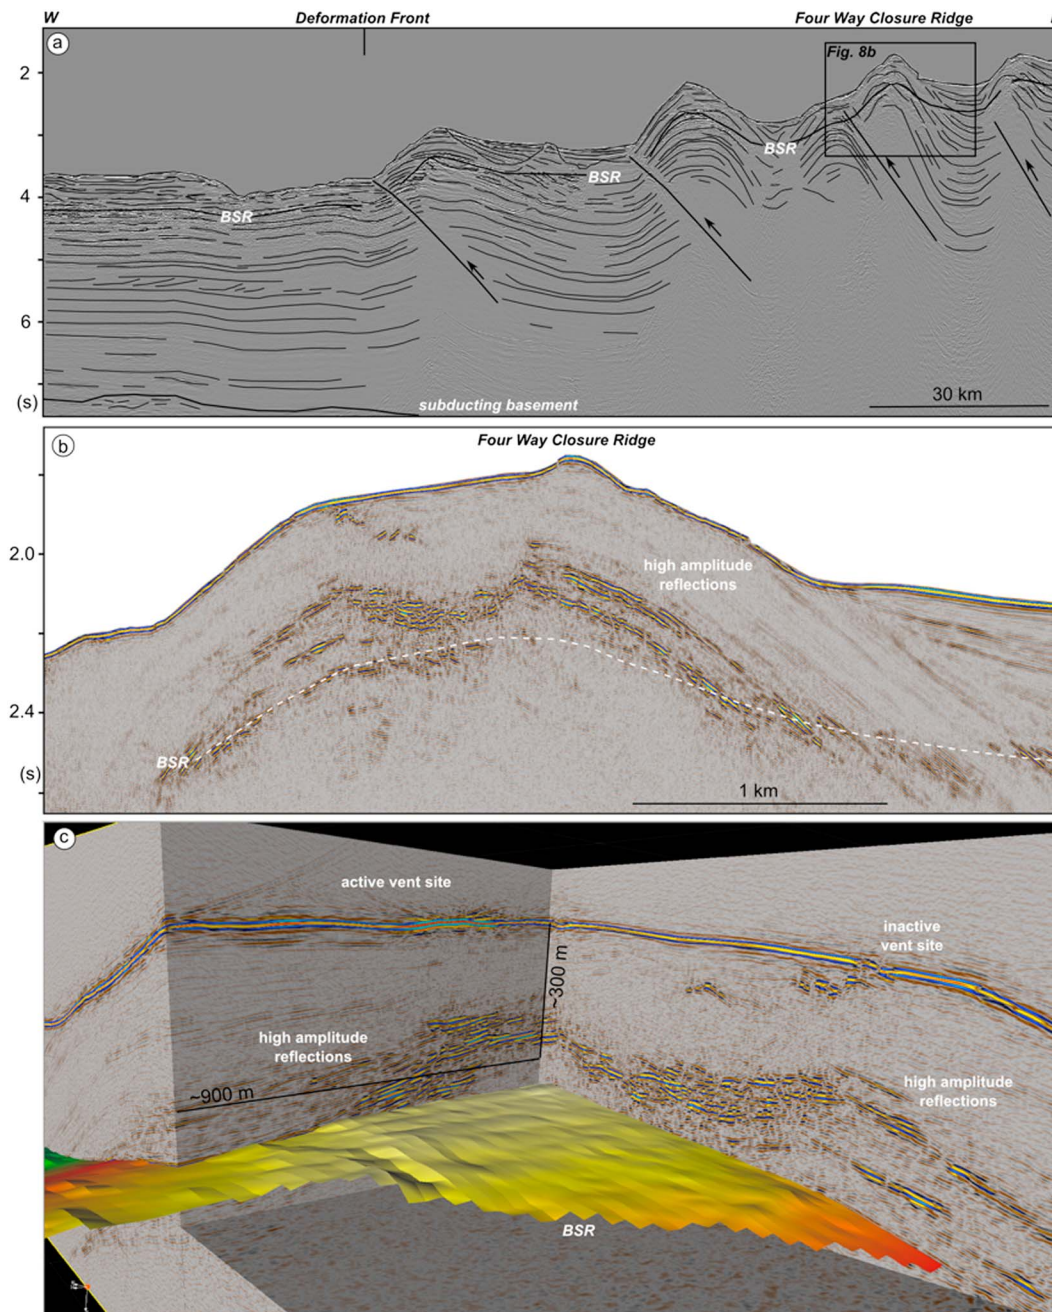 W Deformation Front Four Way Closure Ridge
a
Fig. 8b
2
BSR
BSR
4
BSR
6
(s)
subducting basement
30 km
b
Four Way Closure Ridge
2.0
high amplitude
reflections
2.4
BSR
(s)
1 km
c
active vent site
inactive
vent site
~300 m
high amplitude
reflections
high amplitude
reflections
~900 m
BSR